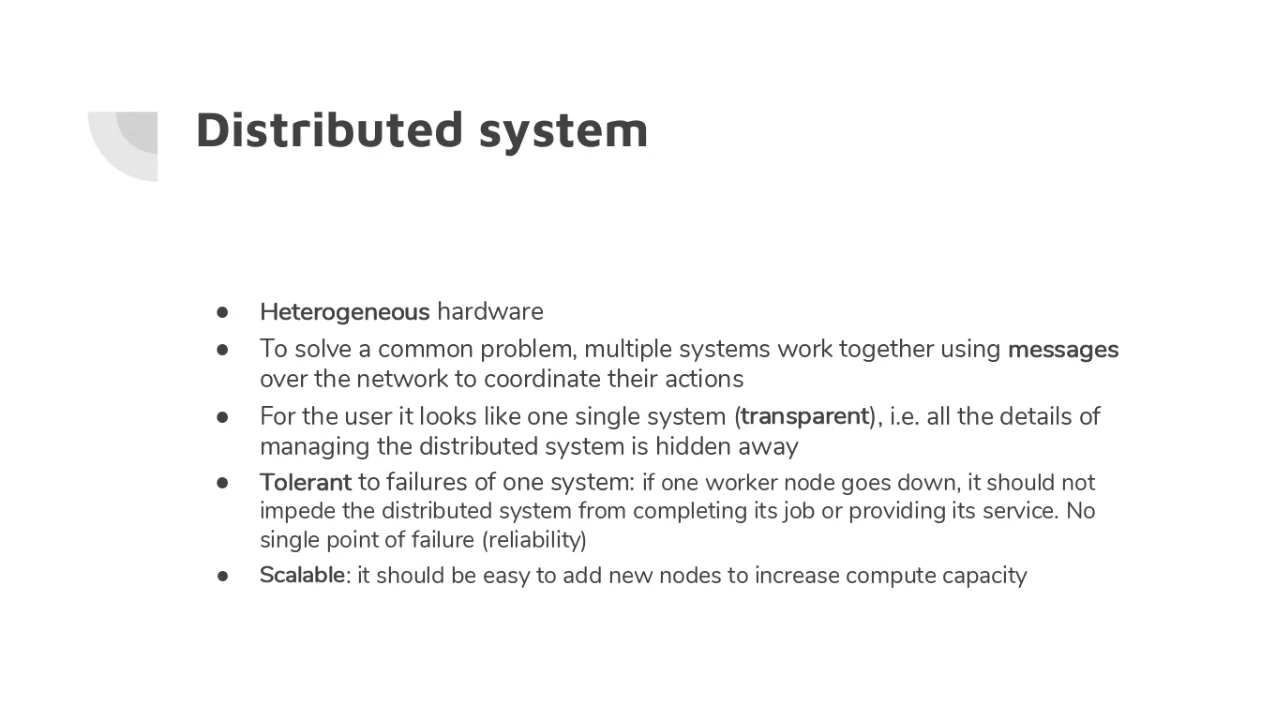 Distributed system
● Heterogeneous hardware
● To solve a common problem, multiple systems work together using messages
over the network to coordinate their actions
● For the user it looks like one single system (transparent), i.e. all the details of
managing the distributed system is hidden away
● Tolerant to failures of one system: if one worker node goes down, it should not
impede the distributed system from completing its job or providing its service. No
single point of failure (reliability)
● Scalable: it should be easy to add new nodes to increase compute capacity